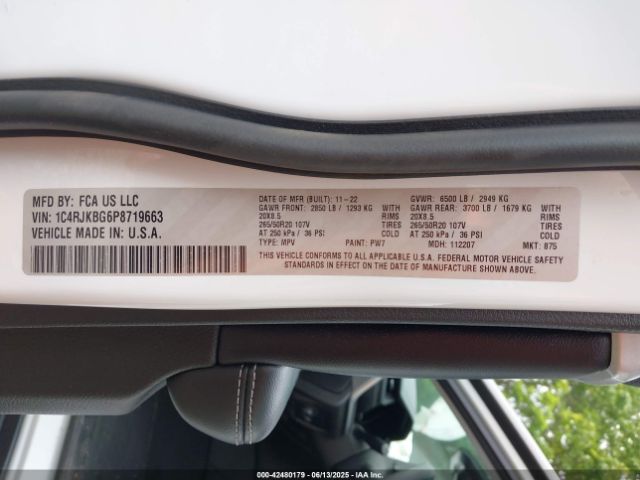 MFD BY: FCA US LLC
VIN: 1C4RJKBG6P8719663
VEHICLE MADE IN: U.S.A.
DATE OF MFR (BUILT): 11-22 GVWR: 6500 LB / 2949 KG
GAWR FRONT: 2850 LB / 1293 KG WITH GAWR REAR: 3700 LB / 1679 KG WITH
20X8.5 RIMS 20X8.5 RIMS
265/50R20 107V TIRES 265/50R20 107V TIRES
AT 250 kPa / 36 PSI COLD AT 250 kPa / 36 PSI COLD
TYPE: MPV PAINT: PW7 MDH: 112207 MKT: 875
THIS VEHICLE CONFORMS TO ALL APPLICABLE U.S.A. FEDERAL MOTOR VEHICLE SAFETY
STANDARDS IN EFFECT ON THE DATE OF MANUFACTURE SHOWN ABOVE.
000-42480179 - 06/13/2025 - IAAI.COM